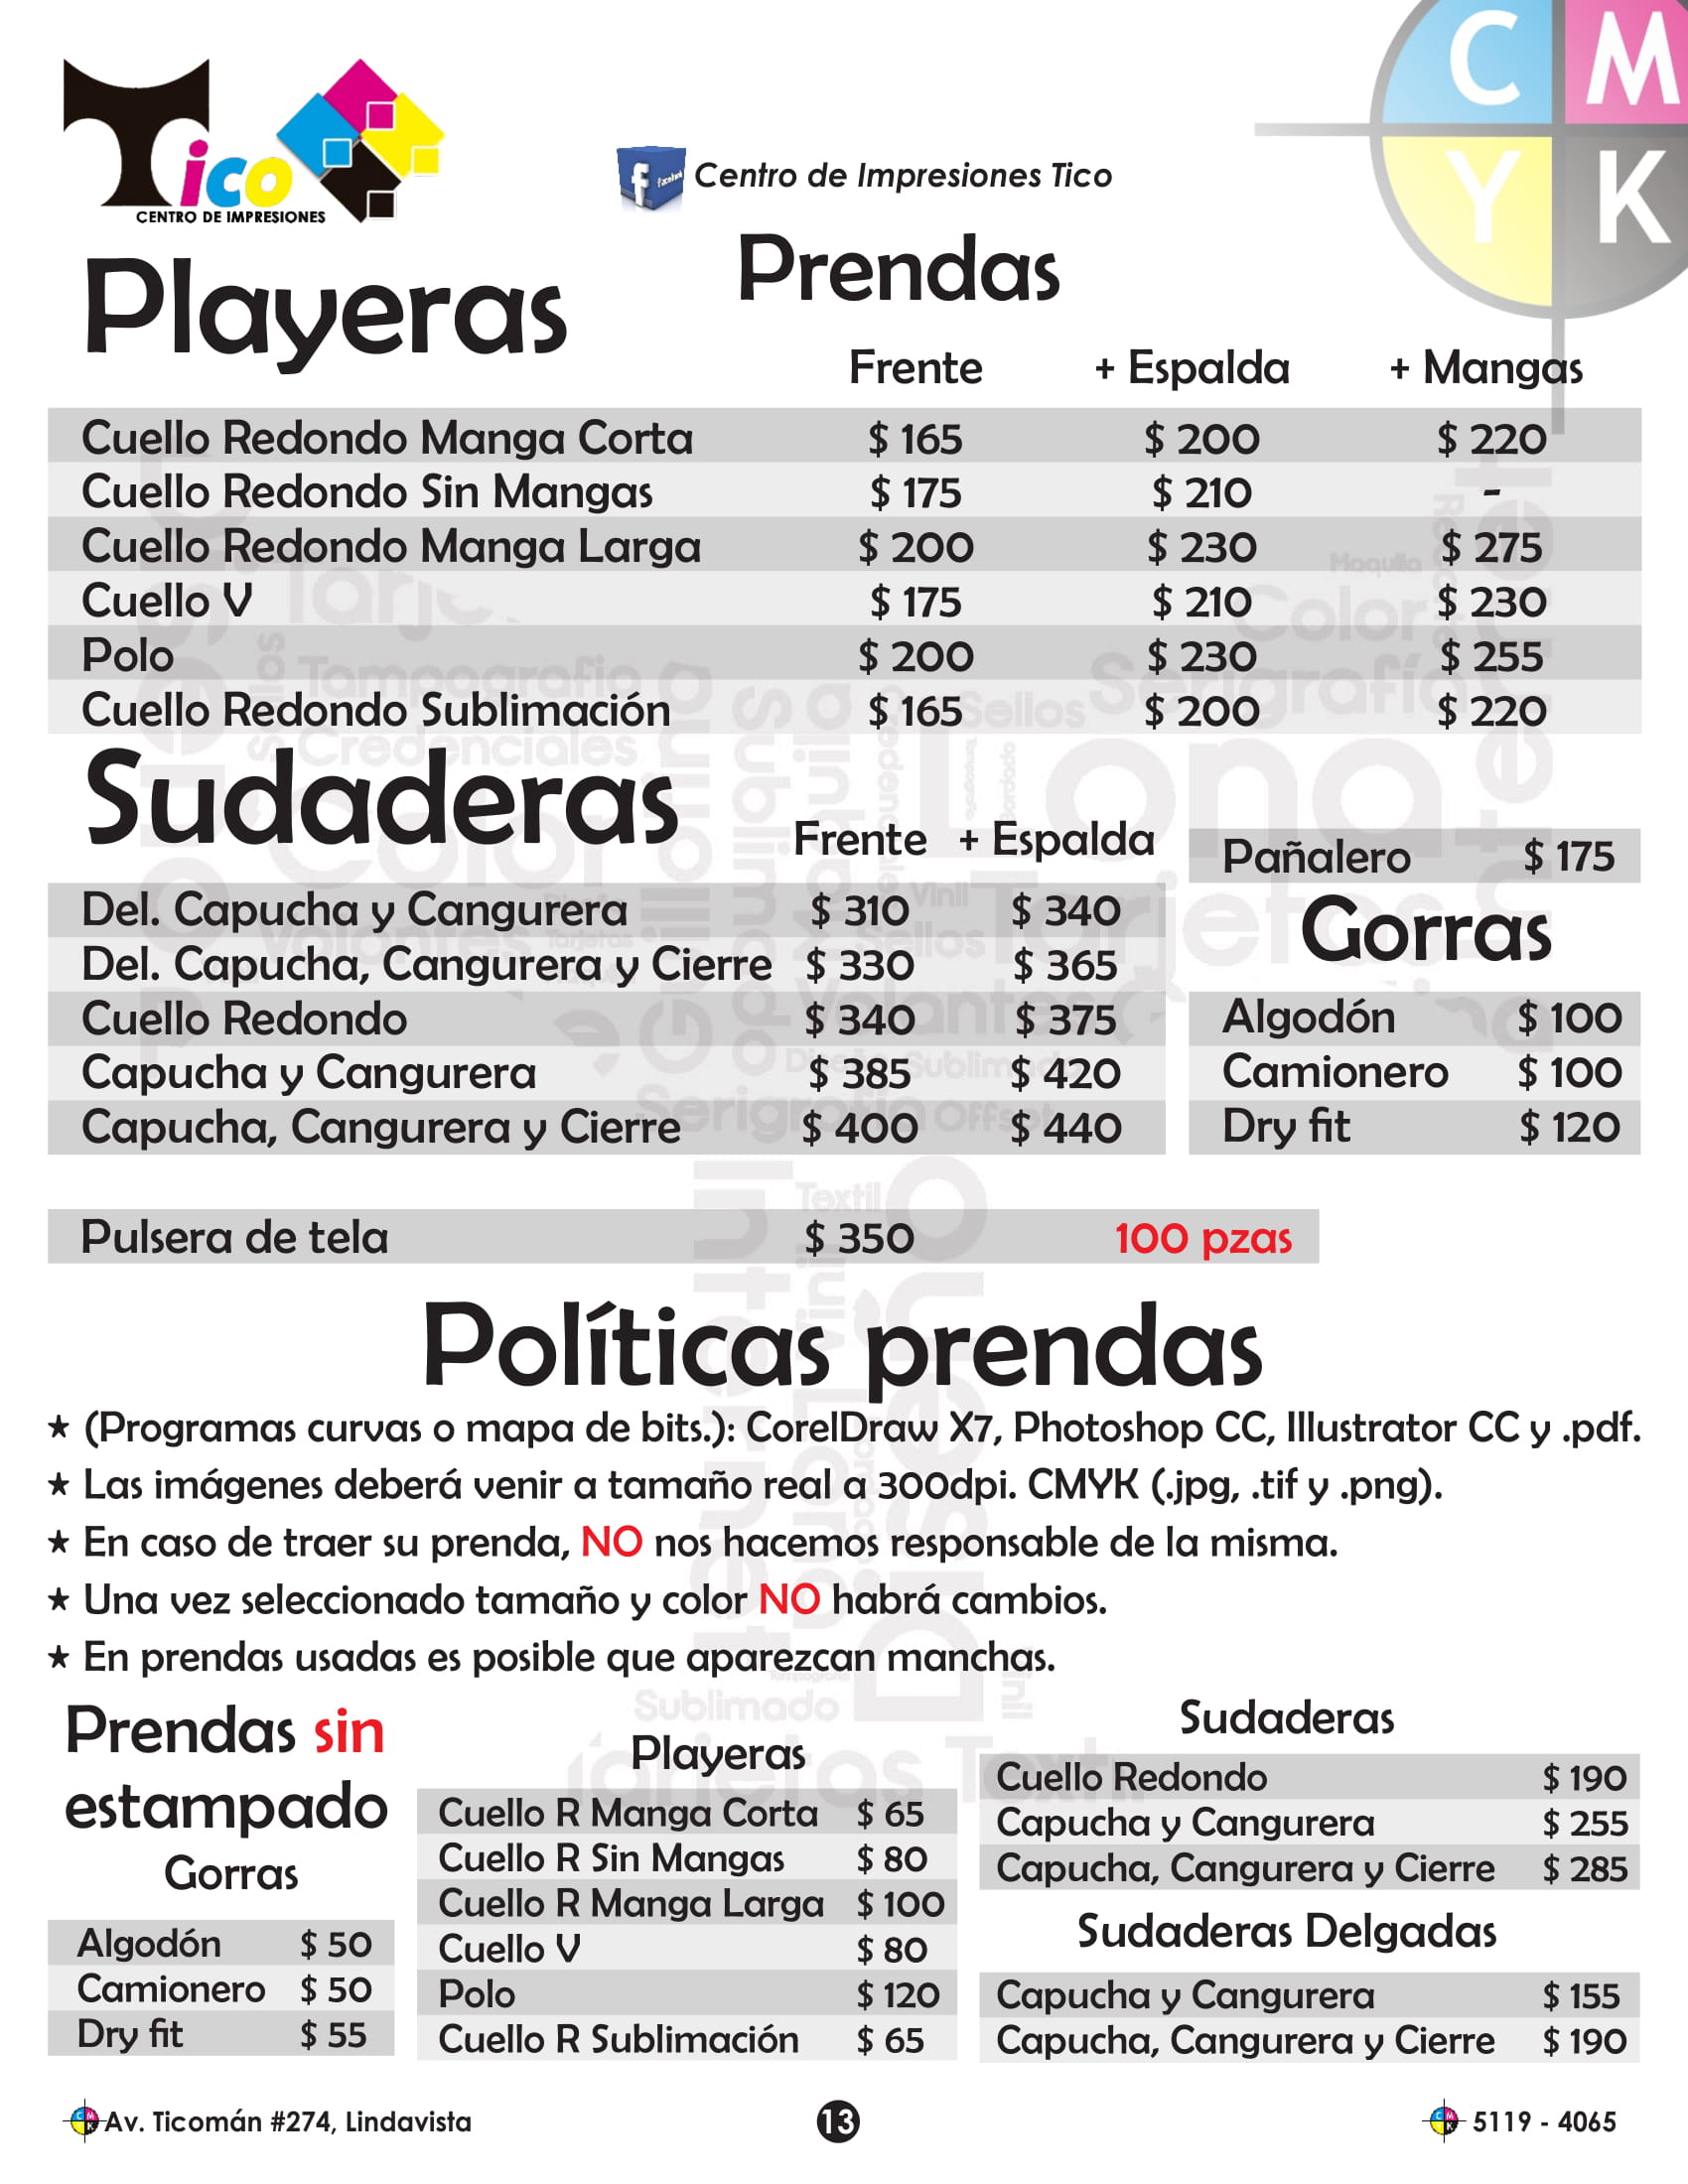 Tico
CENTRO DE IMPRESIONES
facebook Centro de Impresiones Tico
C M
Y K
Prendas
Playeras
Frente + Espalda + Mangas
Cuello Redondo Manga Corta $ 165 $ 200 $ 220
Cuello Redondo Sin Mangas $ 175 $ 210 -
Cuello Redondo Manga Larga $ 200 $ 230 $ 275
Cuello V $ 175 $ 210 $ 230
Polo $ 200 $ 230 $ 255
Cuello Redondo Sublimación $ 165 $ 200 $ 220
Sudaderas
Frente + Espalda
Del. Capucha y Cangurera $ 310 $ 340
Del. Capucha, Cangurera y Cierre $ 330 $ 365
Cuello Redondo $ 340 $ 375
Capucha y Cangurera $ 385 $ 420
Capucha, Cangurera y Cierre $ 400 $ 440
Pañalero $ 175
Gorras
Algodón $ 100
Camionero $ 100
Dry fit $ 120
Pulsera de tela $ 350 100 pzas
Políticas prendas
★ (Programas curvas o mapa de bits.): CorelDraw X7, Photoshop CC, Illustrator CC y .pdf.
★ Las imágenes deberá venir a tamaño real a 300dpi. CMYK (.jpg, .tif y .png).
★ En caso de traer su prenda, NO nos hacemos responsable de la misma.
★ Una vez seleccionado tamaño y color NO habrá cambios.
★ En prendas usadas es posible que aparezcan manchas.
Prendas sin
estampado
Gorras
Algodón $ 50
Camionero $ 50
Dry fit $ 55
Playeras
Cuello R Manga Corta $ 65
Cuello R Sin Mangas $ 80
Cuello R Manga Larga $ 100
Cuello V $ 80
Polo $ 120
Cuello R Sublimación $ 65
Sudaderas
Cuello Redondo $ 190
Capucha y Cangurera $ 255
Capucha, Cangurera y Cierre $ 285
Sudaderas Delgadas
Capucha y Cangurera $ 155
Capucha, Cangurera y Cierre $ 190
Av. Ticomán #274, Lindavista
13
5119 - 4065